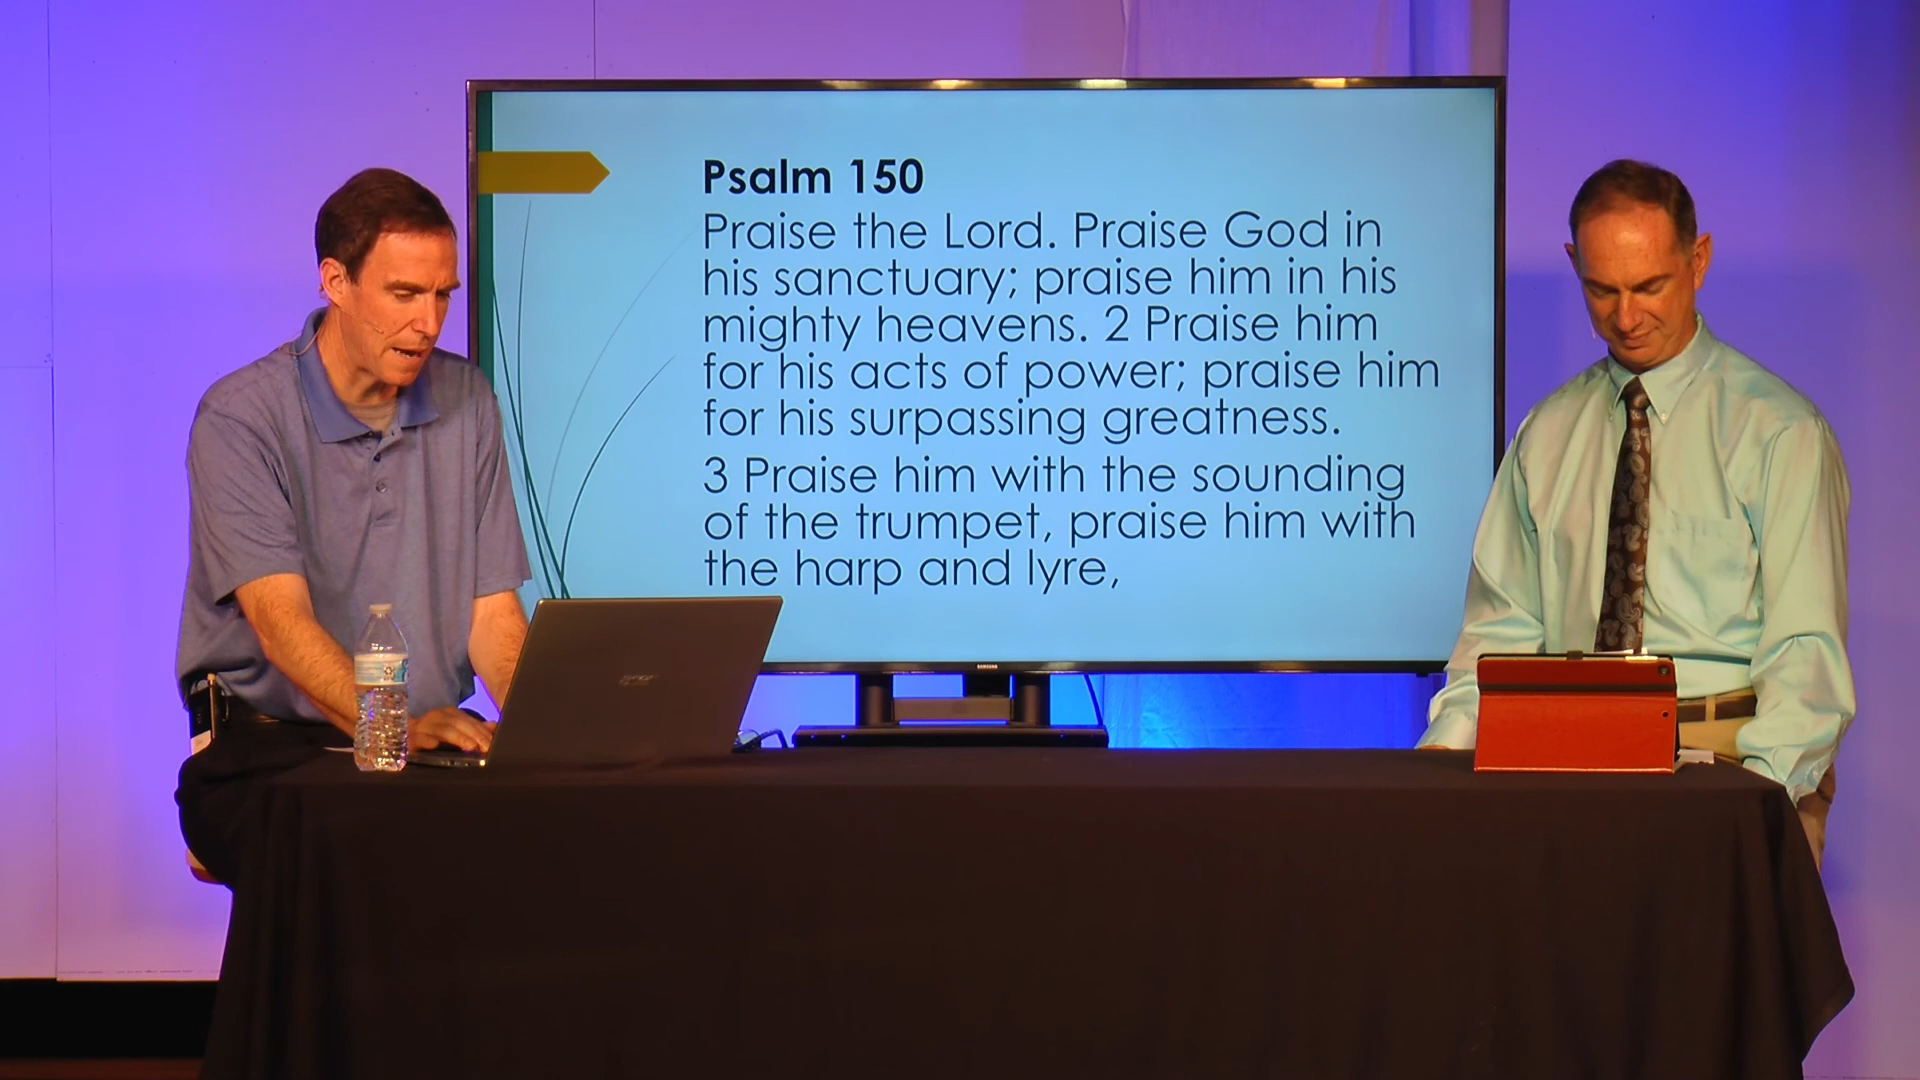 Psalm 150
Praise the Lord. Praise God in
his sanctuary; praise him in his
mighty heavens. 2 Praise him
for his acts of power; praise him
for his surpassing greatness.
3 Praise him with the sounding
of the trumpet, praise him with
the harp and lyre,
SAMSUNG